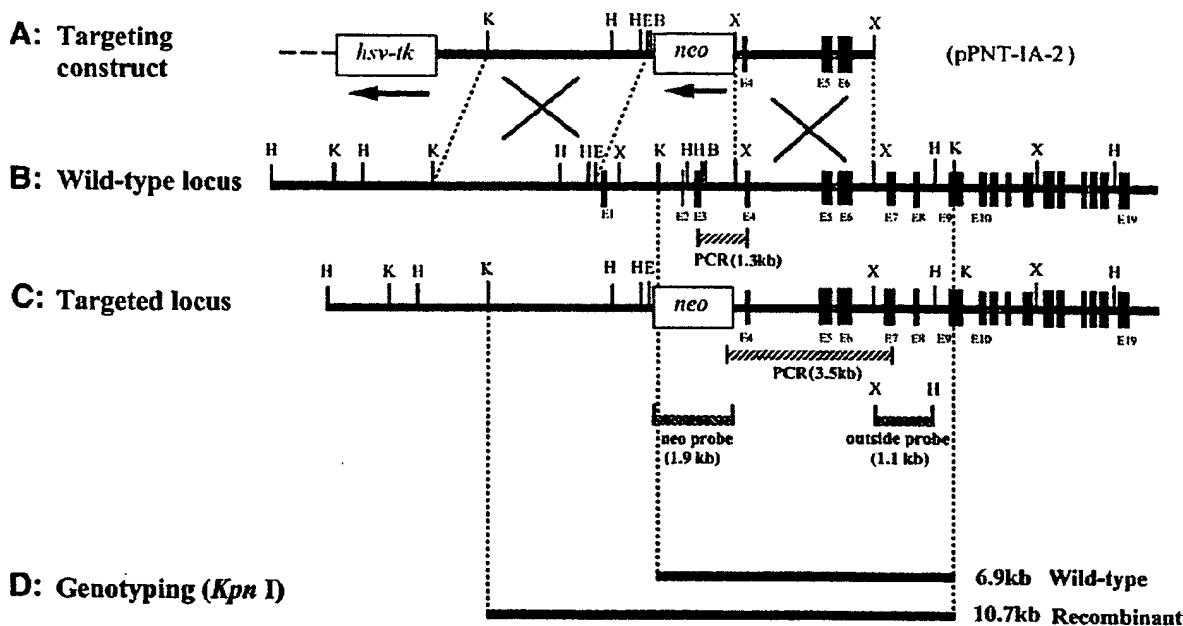 A: Targeting construct
hsv-tk
K H H E B
neo
X X
E4 E5 E6
(pPNT-IA-2)
B: Wild-type locus
H K H K H H E X K H H B X X H K X H
E1 E2 E3 E4 E5 E6 E7 E8 E9 E10 E19
PCR(1.3kb)
C: Targeted locus
H K H K H H E X H K X H
neo
E4 E5 E6 E7 E8 E9 E10 E19
PCR(3.5kb)
X H
neo probe (1.9 kb)
outside probe (1.1 kb)
D: Genotyping (Kpn I)
6.9kb Wild-type
10.7kb Recombinant